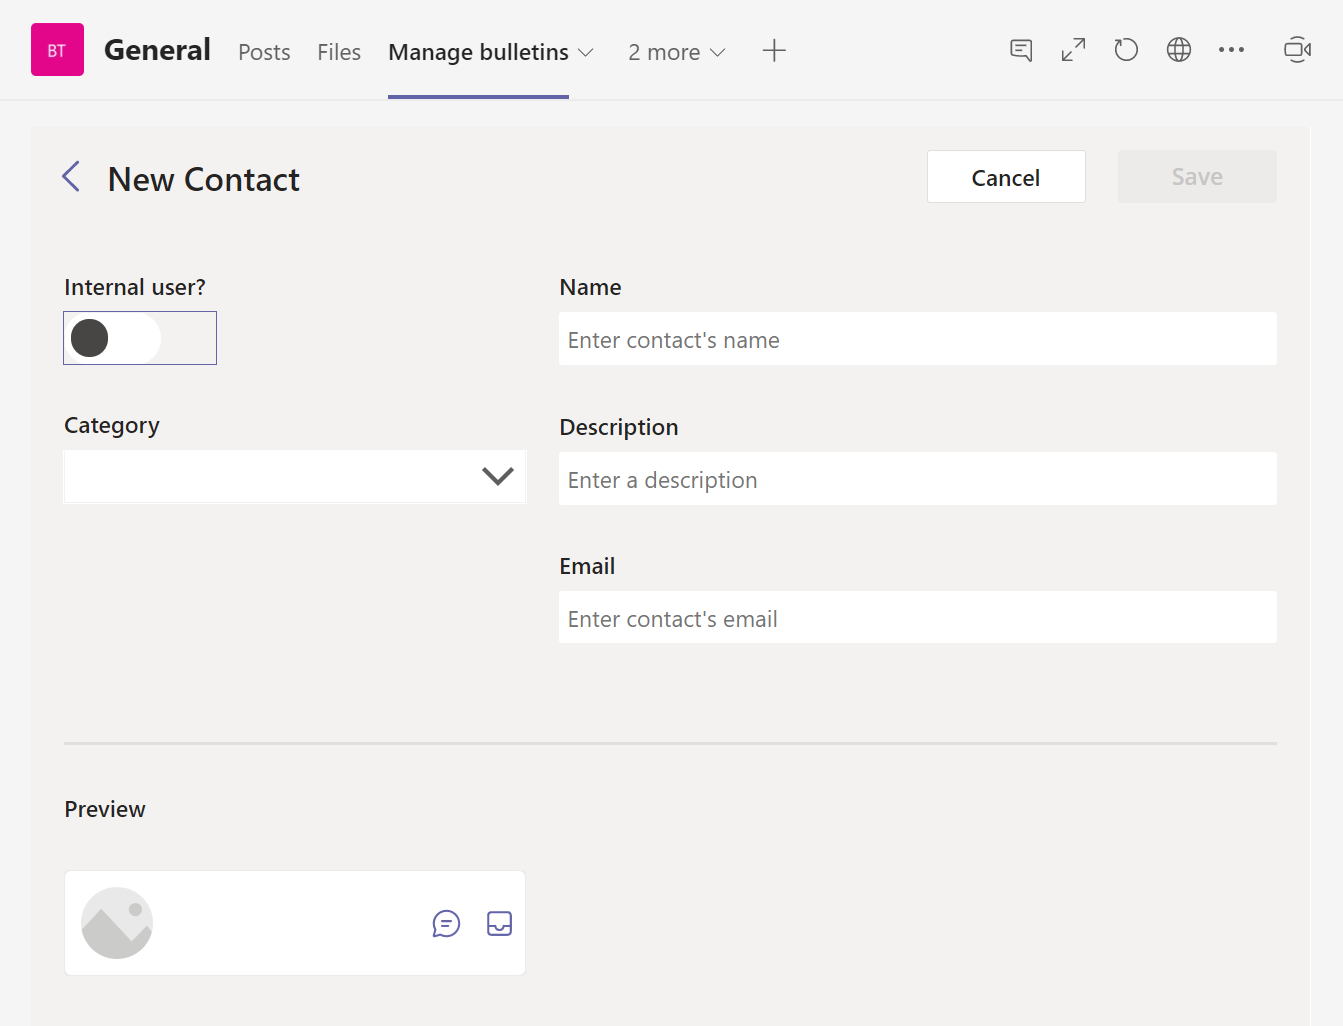 BT General Posts Files Manage bulletins 2 more
New Contact Cancel Save
Internal user? Name
Enter contact's name
Category Description
Enter a description
Email
Enter contact's email
Preview